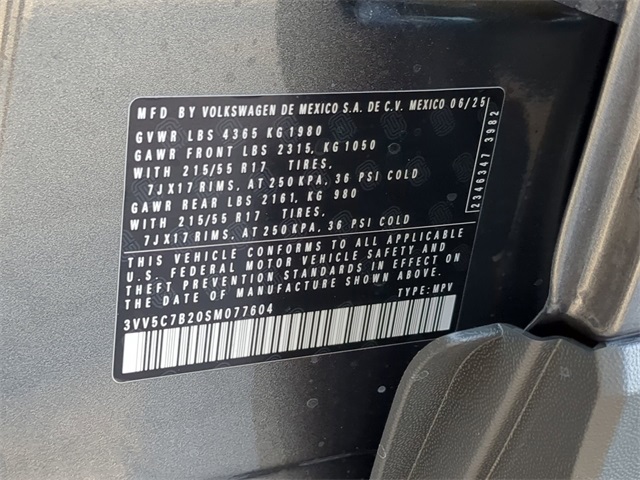 MFD BY VOLKSWAGEN DE MEXICO S.A. DE C.V. MEXICO 06/25
GVWR LBS 4365 KG 1980
GAWR FRONT LBS 2315, KG 1050
WITH 215/55 R17 TIRES,
7JX17 RIMS, AT 250 KPA, 36 PSI COLD
GAWR REAR LBS 2161, KG 980
WITH 215/55 R17 TIRES,
7JX17 RIMS, AT 250 KPA, 36 PSI COLD
2346347 3982
THIS VEHICLE CONFORMS TO ALL APPLICABLE
U.S. FEDERAL MOTOR VEHICLE SAFETY AND
THEFT PREVENTION STANDARDS IN EFFECT ON
THE DATE OF MANUFACTURE SHOWN ABOVE.
3VV5C7B20SM077604 TYPE: MPV